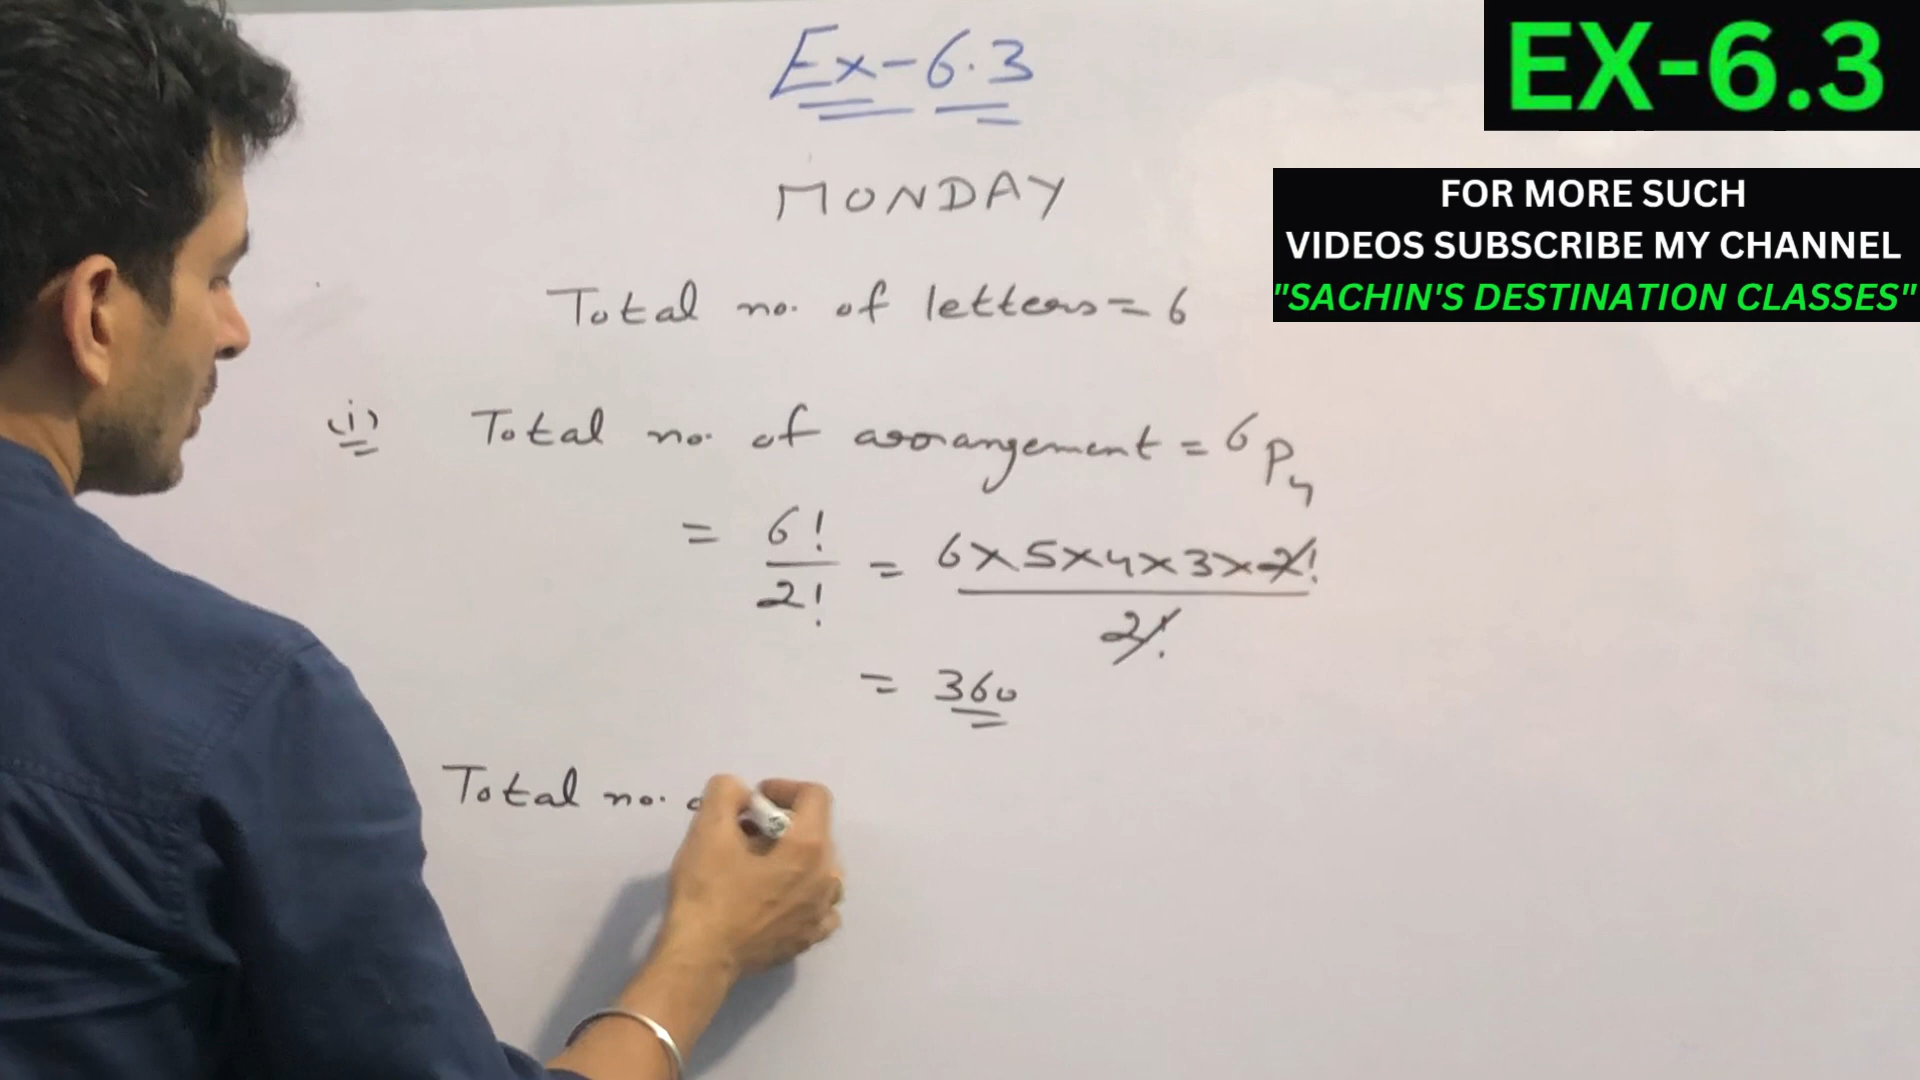 Ex-6.3
EX-6.3
MONDAY
FOR MORE SUCH
VIDEOS SUBSCRIBE MY CHANNEL
"SACHIN'S DESTINATION CLASSES"
Total no. of letters = 6
(i) Total no. of arrangement = ⁶P₄
= 6!/2! = 6×5×4×3×2!/2!
= 360
Total no.